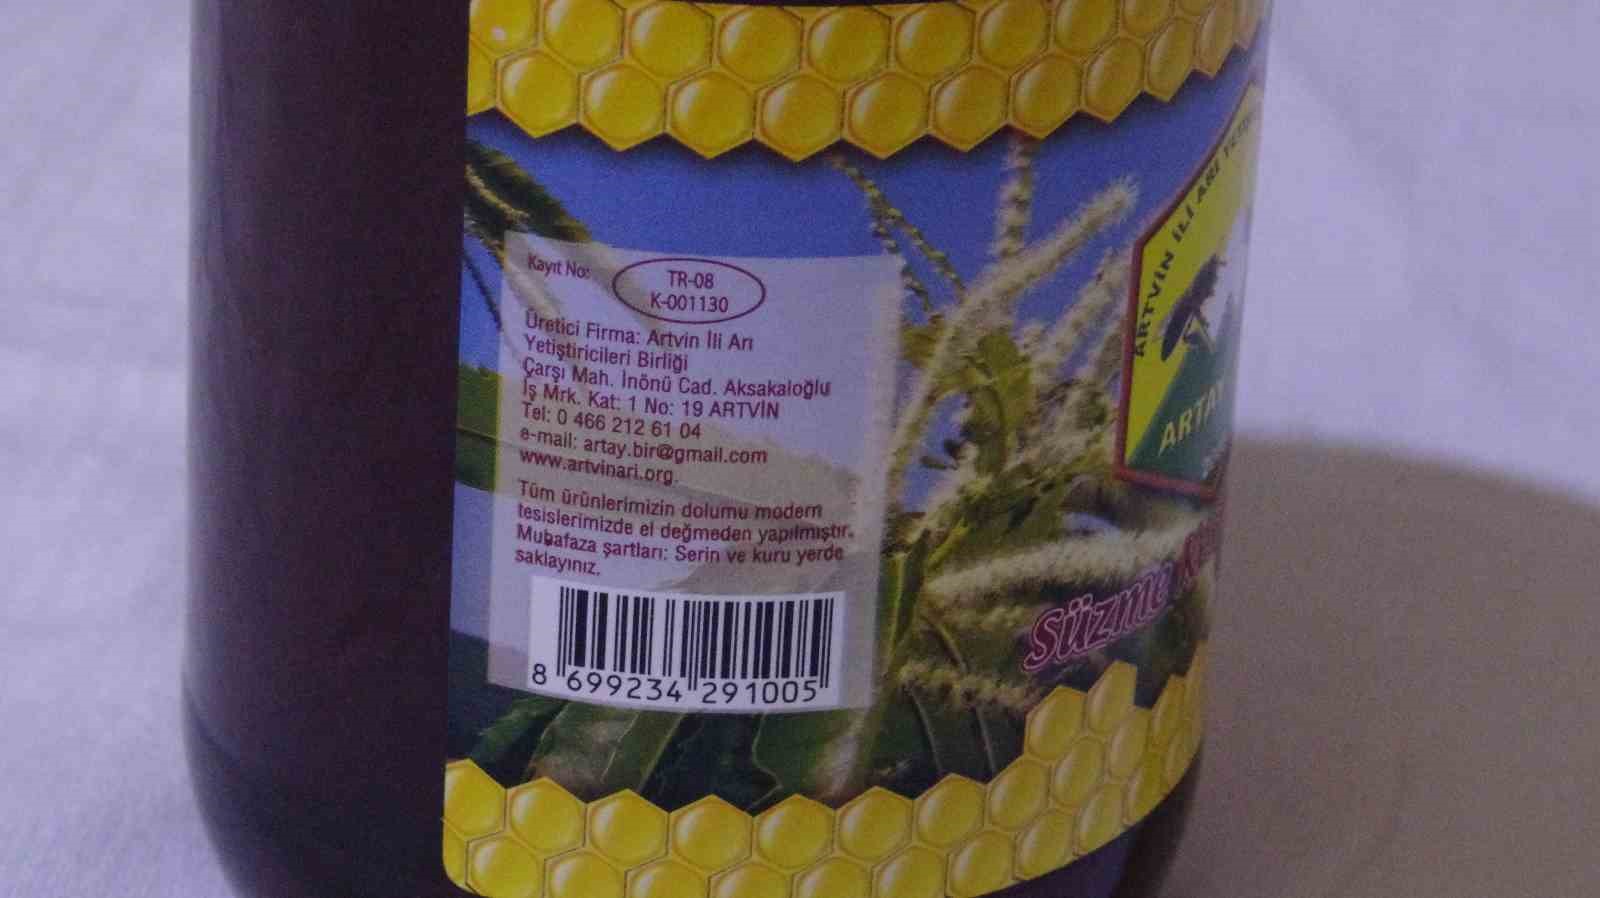 Kayıt No:
TR-08
K-001130
Üretici Firma: Artvin İli Arı
Yetiştiricileri Birliği
Çarşı Mah. İnönü Cad. Aksakaloğlu
İş Mrk. Kat: 1 No: 19 ARTVİN
Tel: 0 466 212 61 04
e-mail: artay.bir@gmail.com
www.artvinari.org.
Tüm ürünlerimizin dolumu modern
tesislerimizde el değmeden yapılmıştır.
Muhafaza şartları: Serin ve kuru yerde
saklayınız.
8 699234 291005
ARTVİN İLİ ARI
ARTAY
Süzme